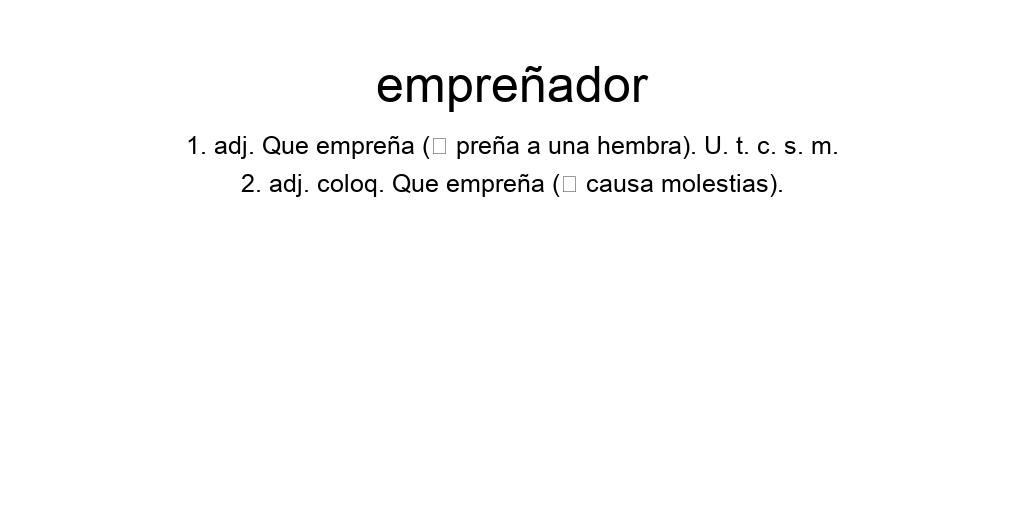 empreñador
1. adj. Que empreña (□ preña a una hembra). U. t. c. s. m.
2. adj. coloq. Que empreña (□ causa molestias).